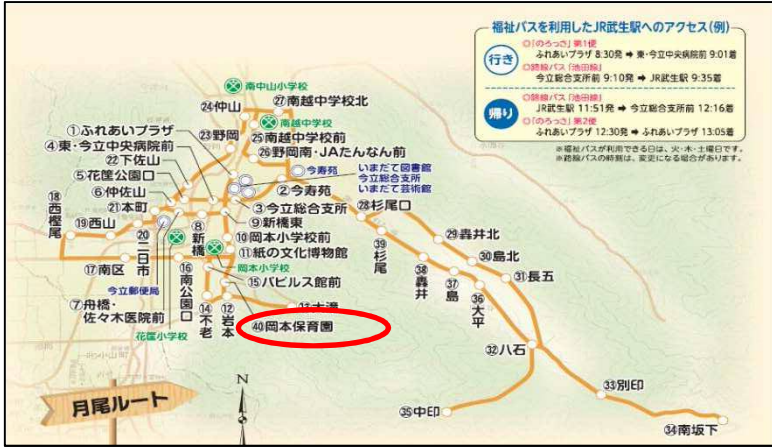 福祉バスを利用したJR武生駅へのアクセス(例)
行き
◎「のろっさ」第1便
ふれあいプラザ 8:30発 ➡ 東・今立中央病院前 9:01着
◎路線バス「池田線」
今立総合支所前 9:10発 ➡ JR武生駅 9:35着
帰り
◎路線バス「池田線」
JR武生駅 11:51発 ➡ 今立総合支所前 12:16着
◎「のろっさ」第2便
ふれあいプラザ 12:30発 ➡ ふれあいプラザ 13:05着
※福祉バスが利用できる日は、火・木・土曜日です。
※路線バスの時刻は、変更になる場合があります。
南中山小学校
㉗南越中学校北
㉔仲山
南越中学校
①ふれあいプラザ
㉓野岡
㉕南越中学校前
④東・今立中央病院前
㉖野岡南・JAたんなん前
㉒下佐山
⑤花筐公園口
今寿苑
いまだて図書館
今立総合支所
いまだて芸術館
②今寿苑
⑥仲佐山
㉑本町
③今立総合支所
㉘杉尾口
⑱西樫尾
⑲西山
⑳二日市
⑧新橋
⑨新橋東
㉙轟井北
⑩岡本小学校前
㊴杉尾
㉚島北
⑪紙の文化博物館
⑰南区
⑯南公園口
岡本小学校
㊳轟井
㉛長五
今立郵便局
⑮パピルス館前
㊲島
㊱大平
⑦舟橋・
佐々木医院前
⑭不老
⑫岩本
⑬大滝
花筐小学校
㊵岡本保育園
㉜八石
㉝別印
N
月尾ルート
㉟中印
㉞南坂下